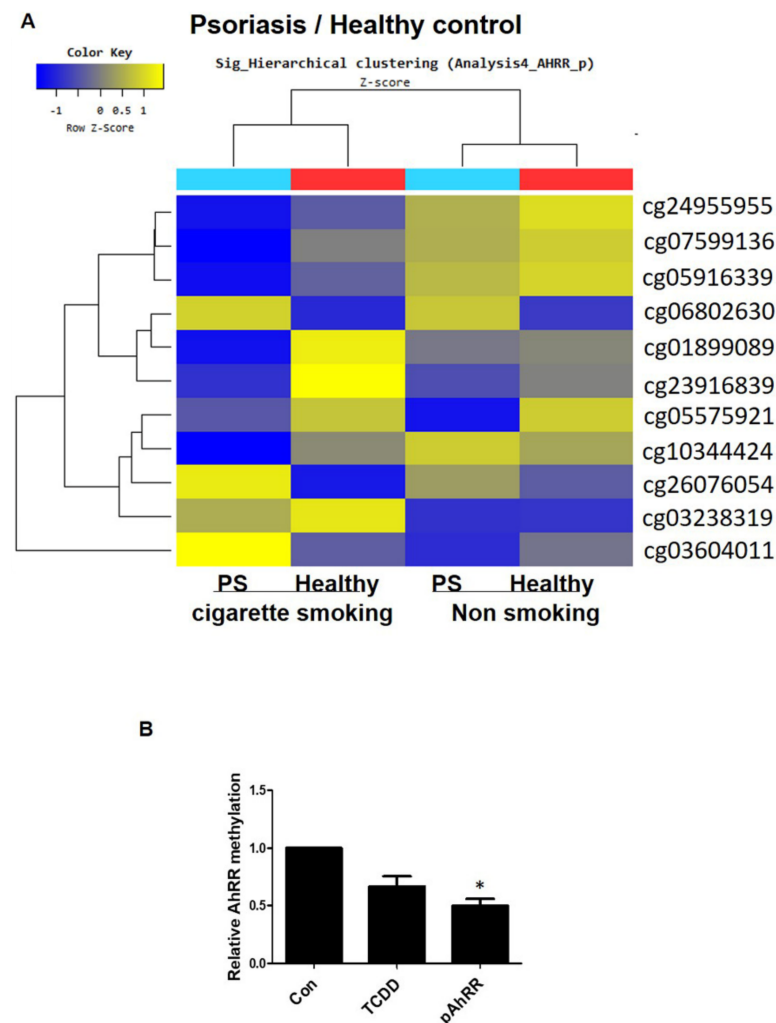 A
Psoriasis / Healthy control
Color Key
-1 0 0.5 1
Row Z-Score
Sig_Hierarchical clustering (Analysis4_AHRR_p)
Z-score
cg24955955
cg07599136
cg05916339
cg06802630
cg01899089
cg23916839
cg05575921
cg10344424
cg26076054
cg03238319
cg03604011
PS Healthy PS Healthy
cigarette smoking Non smoking
B
Relative AhRR methylation
1.5
1.0
0.5
0.0
*
Con
TCDD
pAhRR